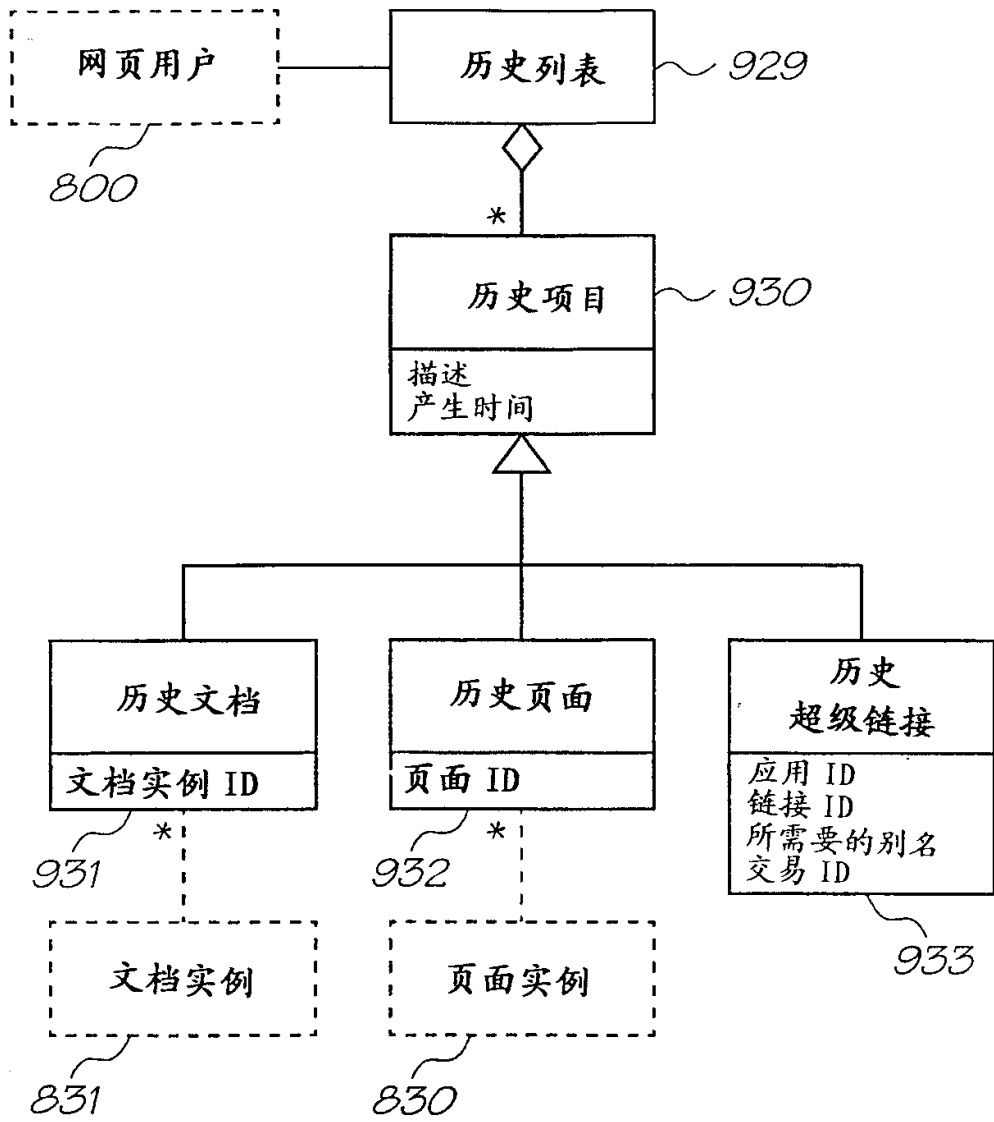 网页用户
历史列表
929
800
*
历史项目
930
描述
产生时间
历史文档
历史页面
历史
超级链接
文档实例 ID
页面 ID
应用 ID
链接 ID
所需要的别名
交易 ID
*
*
931
932
933
文档实例
页面实例
831
830